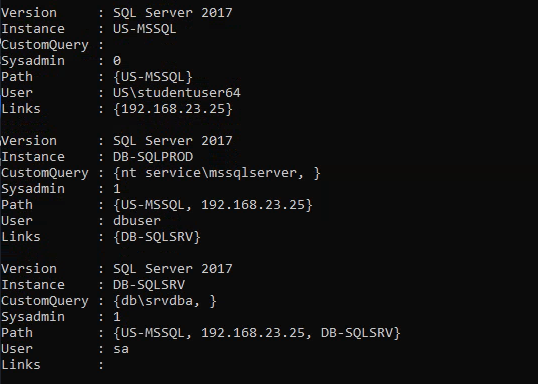 Version     : SQL Server 2017
Instance    : US-MSSQL
CustomQuery :
Sysadmin    : 0
Path        : {US-MSSQL}
User        : US\studentuser64
Links       : {192.168.23.25}

Version     : SQL Server 2017
Instance    : DB-SQLPROD
CustomQuery : {nt service\mssqlserver, }
Sysadmin    : 1
Path        : {US-MSSQL, 192.168.23.25}
User        : dbuser
Links       : {DB-SQLSRV}

Version     : SQL Server 2017
Instance    : DB-SQLSRV
CustomQuery : {db\srvdba, }
Sysadmin    : 1
Path        : {US-MSSQL, 192.168.23.25, DB-SQLSRV}
User        : sa
Links       :